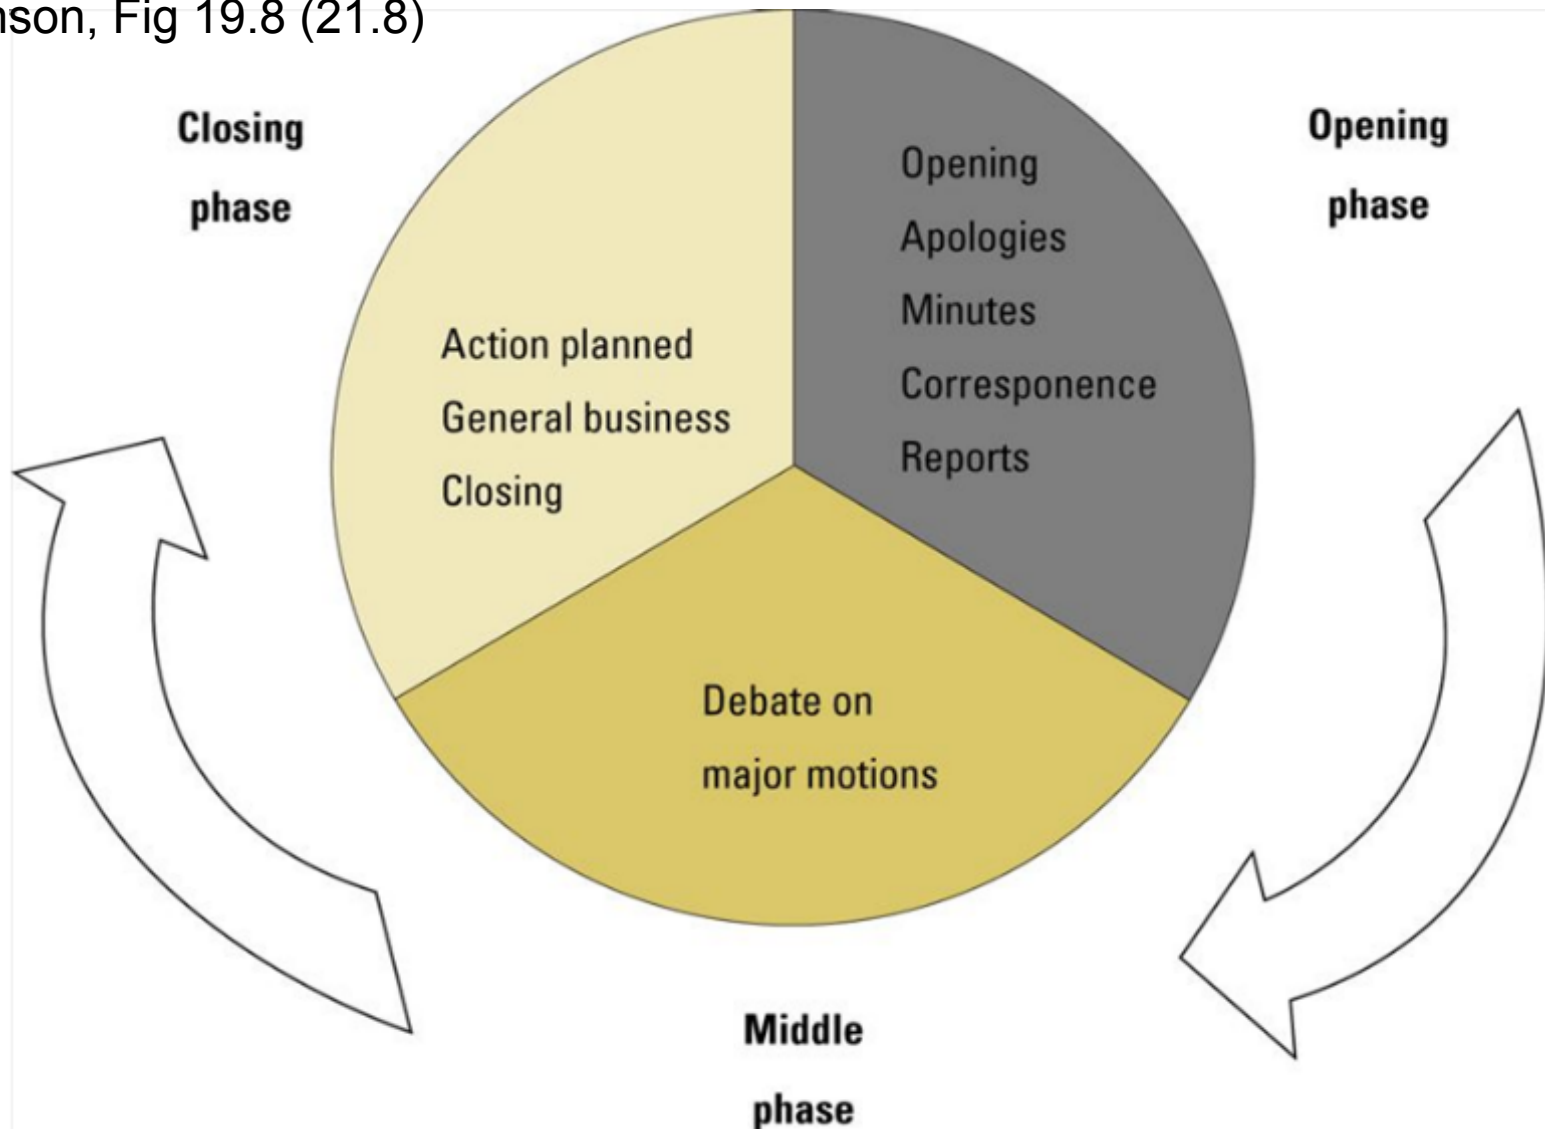 Fig 19.8 (21.8)
Opening
phase
Opening
Apologies
Minutes
Corresponence
Reports
Middle
phase
Debate on
major motions
Closing
phase
Action planned
General business
Closing